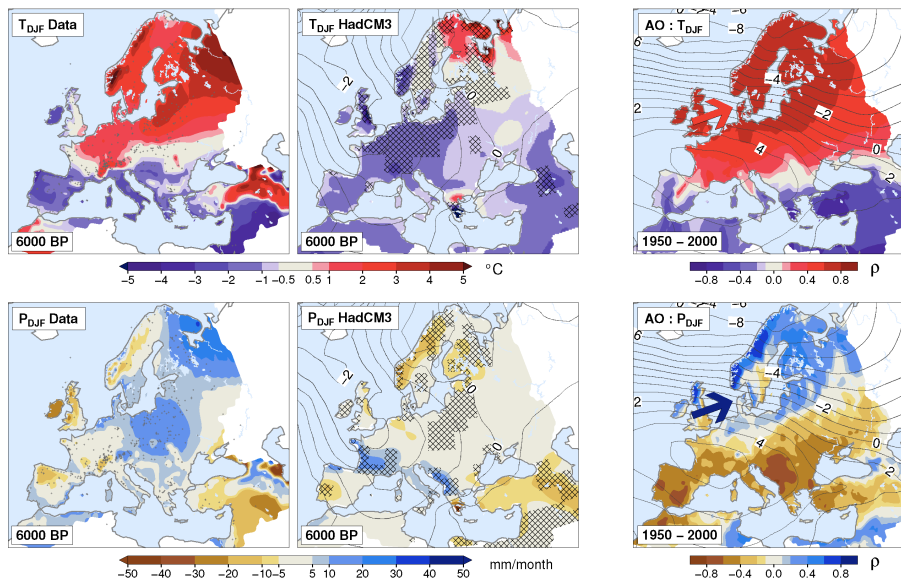 T_DJF Data
T_DJF HadCM3
AO : T_DJF
−2
0
0
−6
−8
−4
−2
2
4
0
2
6000 BP
6000 BP
1950 − 2000
−5 −4 −3 −2 −1 −0.5 0.5 1 2 3 4 5 °C
−0.8 −0.4 0.0 0.4 0.8 ρ
P_DJF Data
P_DJF HadCM3
AO : P_DJF
−2
0
0
0
−6
−8
−4
−2
2
4
0
2
6000 BP
6000 BP
1950 − 2000
−50 −40 −30 −20 −10 −5 5 10 20 30 40 50 mm/month
−0.8 −0.4 0.0 0.4 0.8 ρ